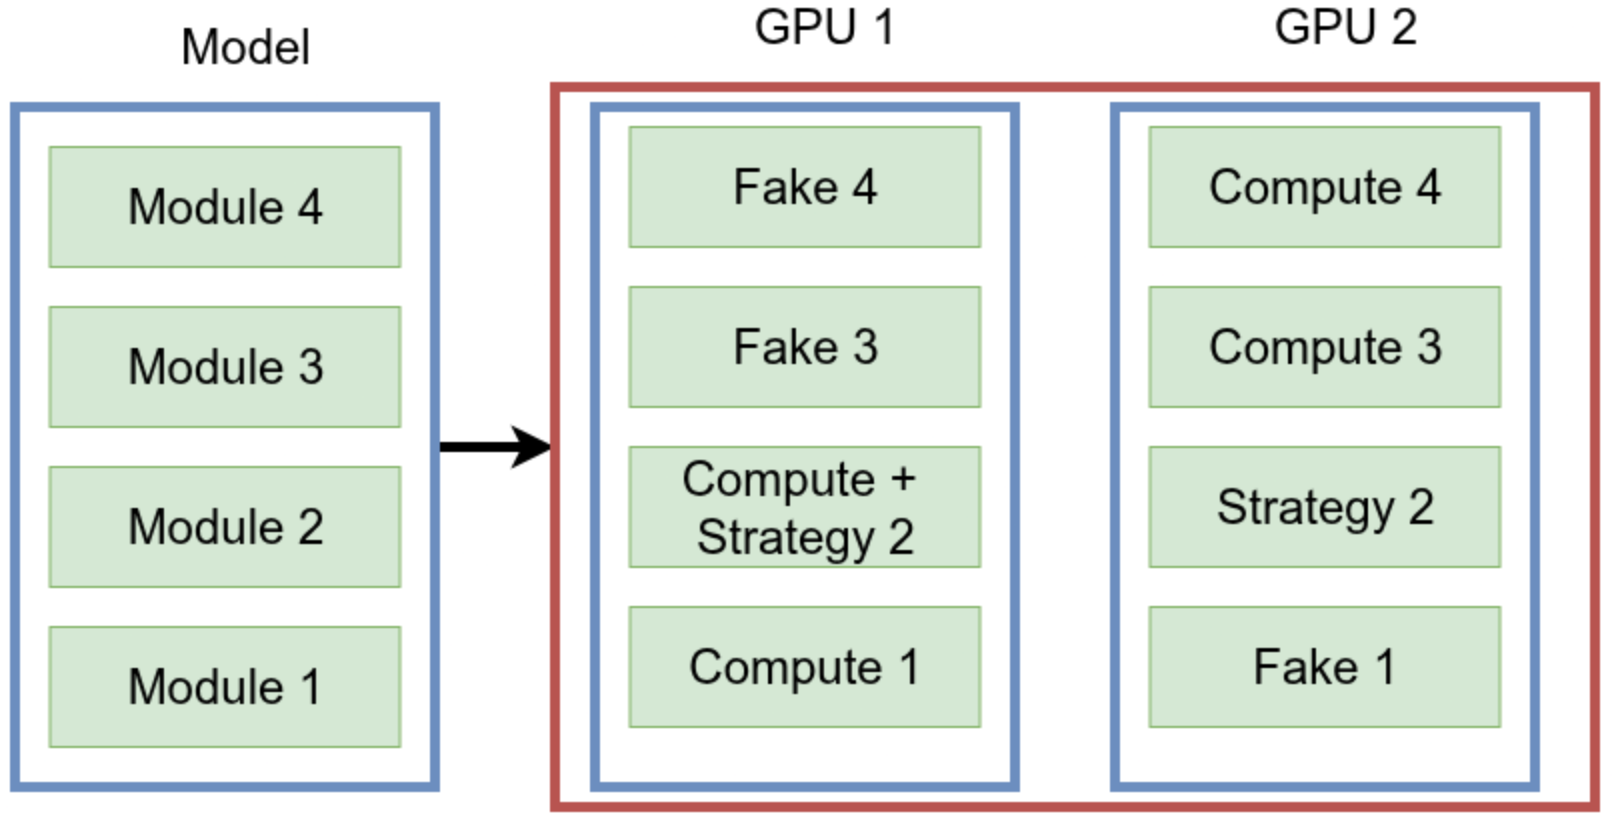 Model
Module 4
Module 3
Module 2
Module 1
GPU 1
Fake 4
Fake 3
Compute +
Strategy 2
Compute 1
GPU 2
Compute 4
Compute 3
Strategy 2
Fake 1